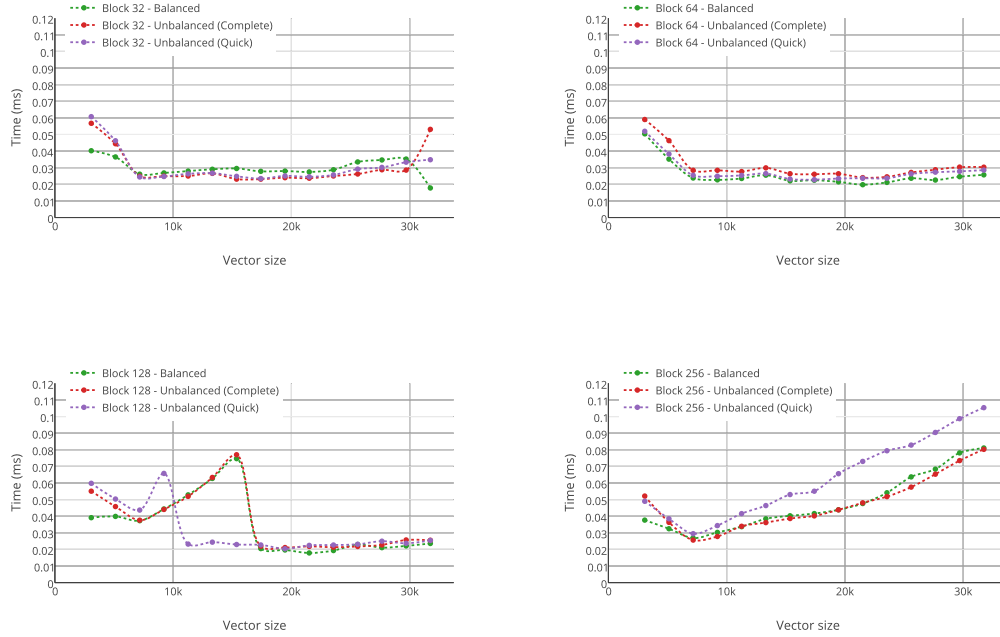 Block 32 - Balanced
Block 32 - Unbalanced (Complete)
Block 32 - Unbalanced (Quick)
0.12
0.11
0.1
0.09
0.08
0.07
0.06
0.05
0.04
0.03
0.02
0.01
0
Time (ms)
0
10k
20k
30k
Vector size
Block 64 - Balanced
Block 64 - Unbalanced (Complete)
Block 64 - Unbalanced (Quick)
0.12
0.11
0.1
0.09
0.08
0.07
0.06
0.05
0.04
0.03
0.02
0.01
0
Time (ms)
0
10k
20k
30k
Vector size
Block 128 - Balanced
Block 128 - Unbalanced (Complete)
Block 128 - Unbalanced (Quick)
0.12
0.11
0.1
0.09
0.08
0.07
0.06
0.05
0.04
0.03
0.02
0.01
0
Time (ms)
0
10k
20k
30k
Vector size
Block 256 - Balanced
Block 256 - Unbalanced (Complete)
Block 256 - Unbalanced (Quick)
0.12
0.11
0.1
0.09
0.08
0.07
0.06
0.05
0.04
0.03
0.02
0.01
0
Time (ms)
0
10k
20k
30k
Vector size